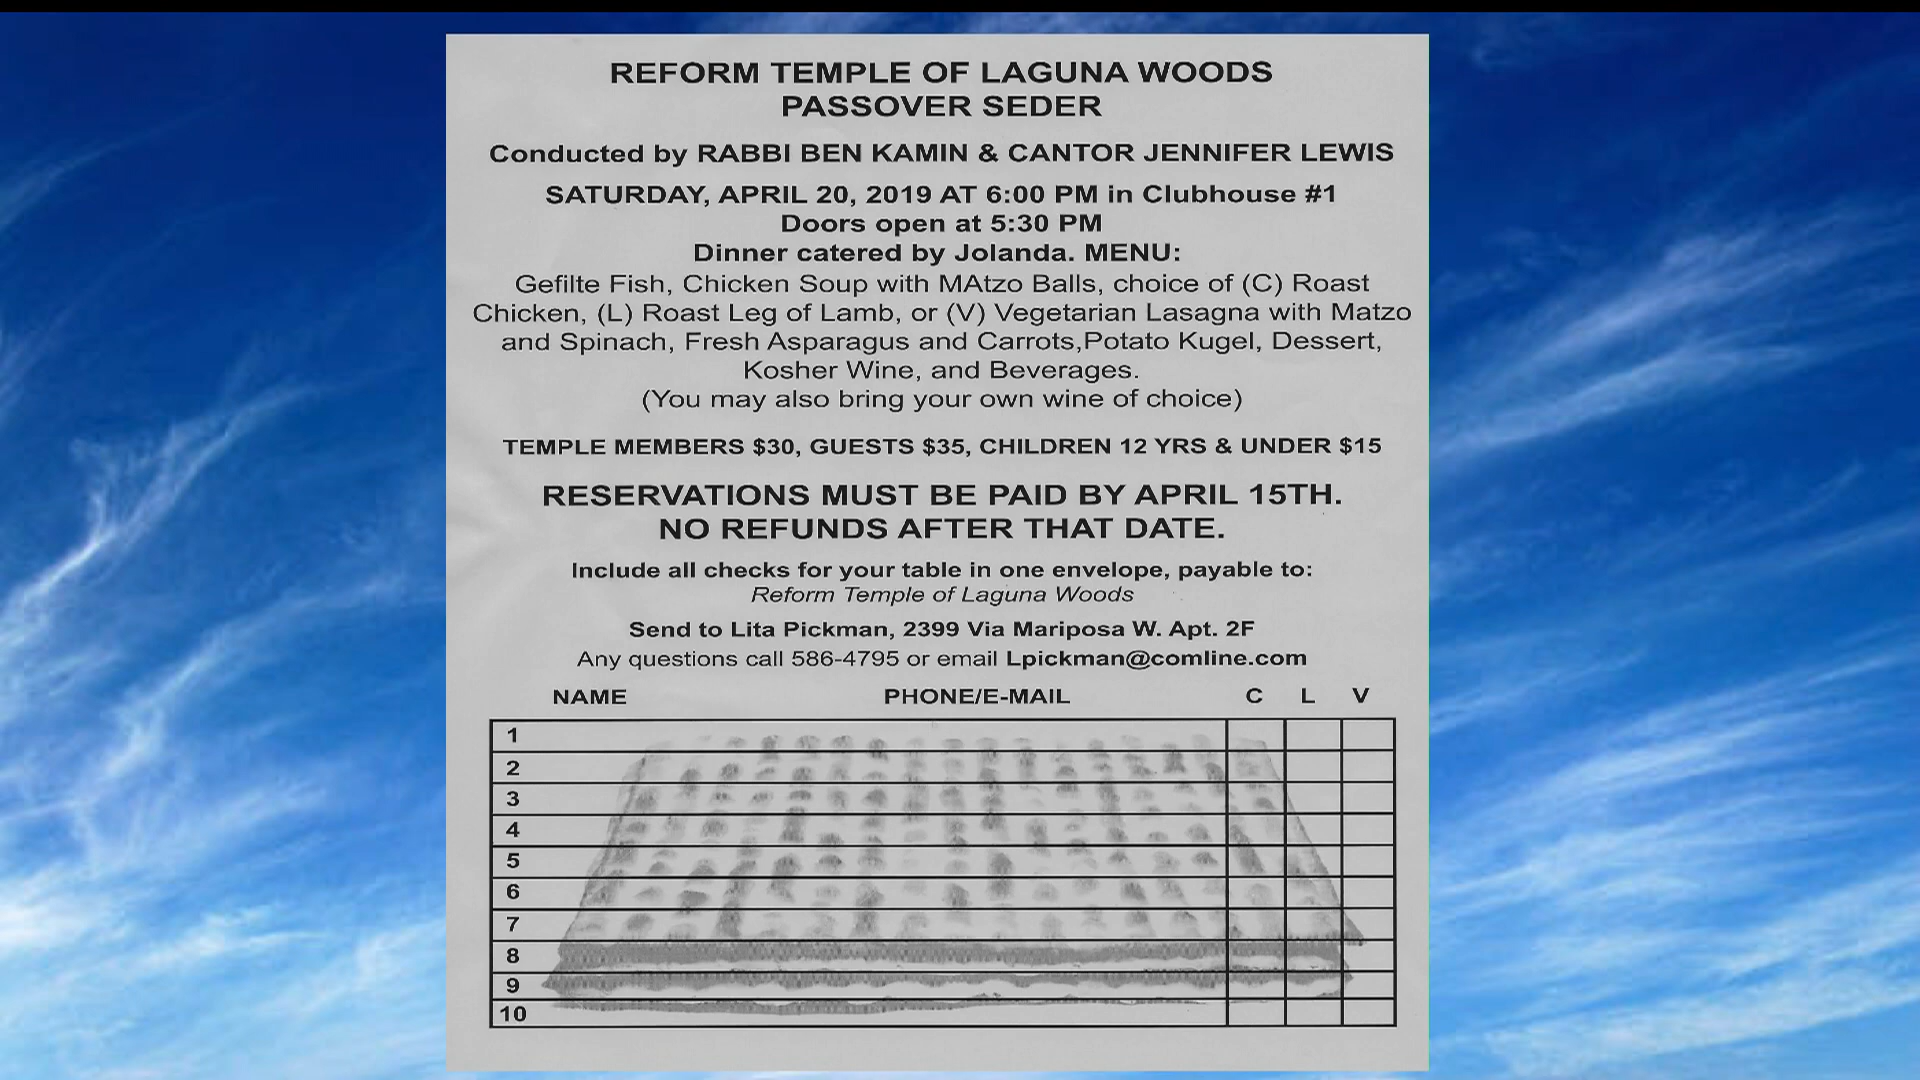 REFORM TEMPLE OF LAGUNA WOODS
PASSOVER SEDER
Conducted by RABBI BEN KAMIN & CANTOR JENNIFER LEWIS
SATURDAY, APRIL 20, 2019 AT 6:00 PM in Clubhouse #1
Doors open at 5:30 PM
Dinner catered by Jolanda. MENU:
Gefilte Fish, Chicken Soup with MAtzo Balls, choice of (C) Roast
Chicken, (L) Roast Leg of Lamb, or (V) Vegetarian Lasagna with Matzo
and Spinach, Fresh Asparagus and Carrots,Potato Kugel, Dessert,
Kosher Wine, and Beverages.
(You may also bring your own wine of choice)
TEMPLE MEMBERS $30, GUESTS $35, CHILDREN 12 YRS & UNDER $15
RESERVATIONS MUST BE PAID BY APRIL 15TH.
NO REFUNDS AFTER THAT DATE.
Include all checks for your table in one envelope, payable to:
Reform Temple of Laguna Woods
Send to Lita Pickman, 2399 Via Mariposa W. Apt. 2F
Any questions call 586-4795 or email Lpickman@comline.com
NAME PHONE/E-MAIL C L V
1
2
3
4
5
6
7
8
9
10